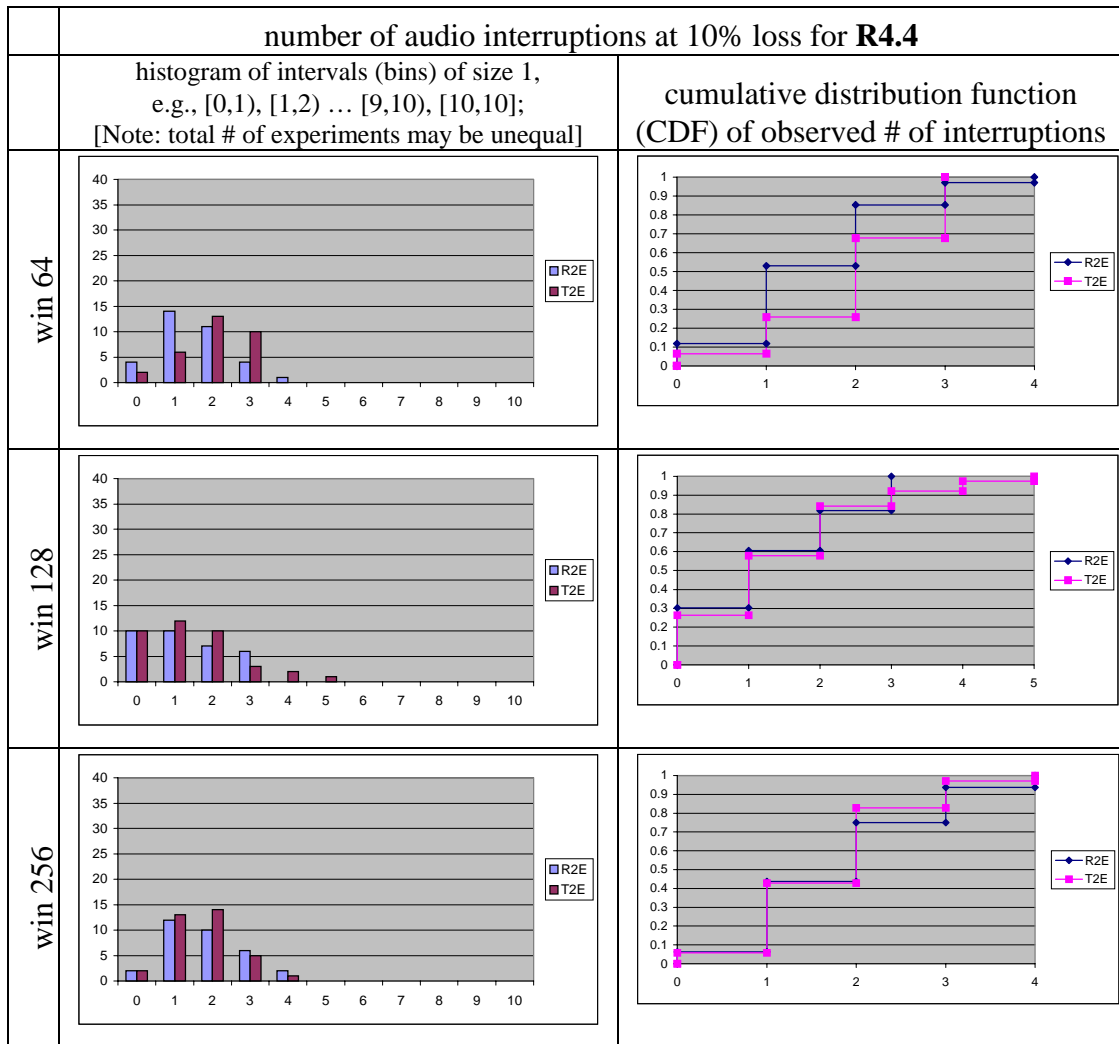 number of audio interruptions at 10% loss for R4.4
histogram of intervals (bins) of size 1,
e.g., [0,1), [1,2) … [9,10), [10,10];
[Note: total # of experiments may be unequal]
cumulative distribution function
(CDF) of observed # of interruptions
win 64
40
35
30
25
20
15
10
5
0
0 1 2 3 4 5 6 7 8 9 10
R2E
T2E
1
0.9
0.8
0.7
0.6
0.5
0.4
0.3
0.2
0.1
0
0 1 2 3 4
R2E
T2E
win 128
40
35
30
25
20
15
10
5
0
0 1 2 3 4 5 6 7 8 9 10
R2E
T2E
1
0.9
0.8
0.7
0.6
0.5
0.4
0.3
0.2
0.1
0
0 1 2 3 4 5
R2E
T2E
win 256
40
35
30
25
20
15
10
5
0
0 1 2 3 4 5 6 7 8 9 10
R2E
T2E
1
0.9
0.8
0.7
0.6
0.5
0.4
0.3
0.2
0.1
0
0 1 2 3 4
R2E
T2E